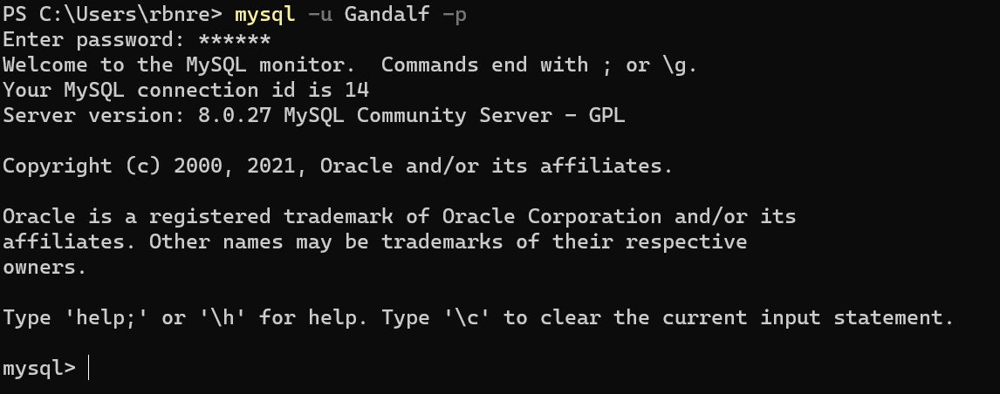 PS C:\Users\rbnre> mysql -u Gandalf -p
Enter password: ******
Welcome to the MySQL monitor.  Commands end with ; or \g.
Your MySQL connection id is 14
Server version: 8.0.27 MySQL Community Server - GPL

Copyright (c) 2000, 2021, Oracle and/or its affiliates.

Oracle is a registered trademark of Oracle Corporation and/or its
affiliates. Other names may be trademarks of their respective
owners.

Type 'help;' or '\h' for help. Type '\c' to clear the current input statement.

mysql>